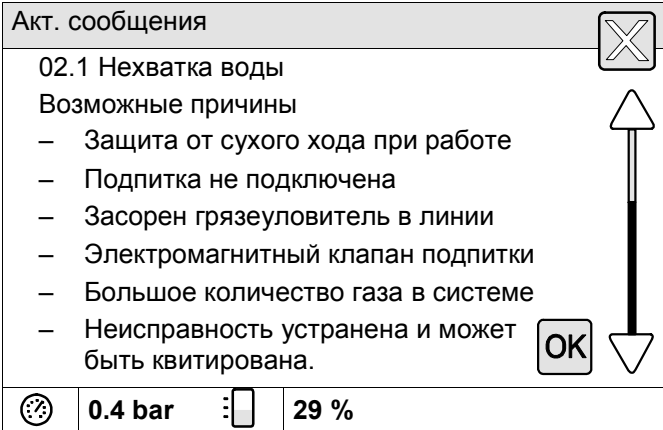 Акт. сообщения
X
02.1 Нехватка воды
Возможные причины
– Защита от сухого хода при работе
– Подпитка не подключена
– Засорен грязеуловитель в линии
– Электромагнитный клапан подпитки
– Большое количество газа в системе
– Неисправность устранена и может
быть квитирована.
OK
0.4 bar 29 %